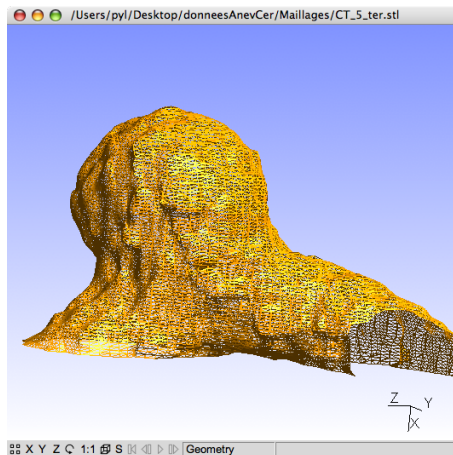 /Users/pyl/Desktop/donneesAnevCer/Maillages/CT_5_ter.stl
Z
Y
X
X Y Z 1:1 S Geometry